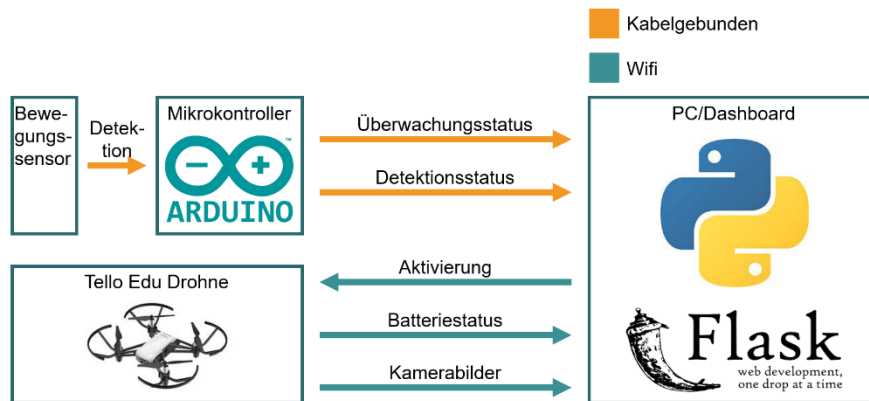 Kabelgebunden
Wifi
Bewe-
gungs-
sensor
Detek-
tion
Mikrokontroller
ARDUINO
TM
Überwachungsstatus
Detektionsstatus
PC/Dashboard
Tello Edu Drohne
Aktivierung
Batteriestatus
Kamerabilder
Flask
web development,
one drop at a time